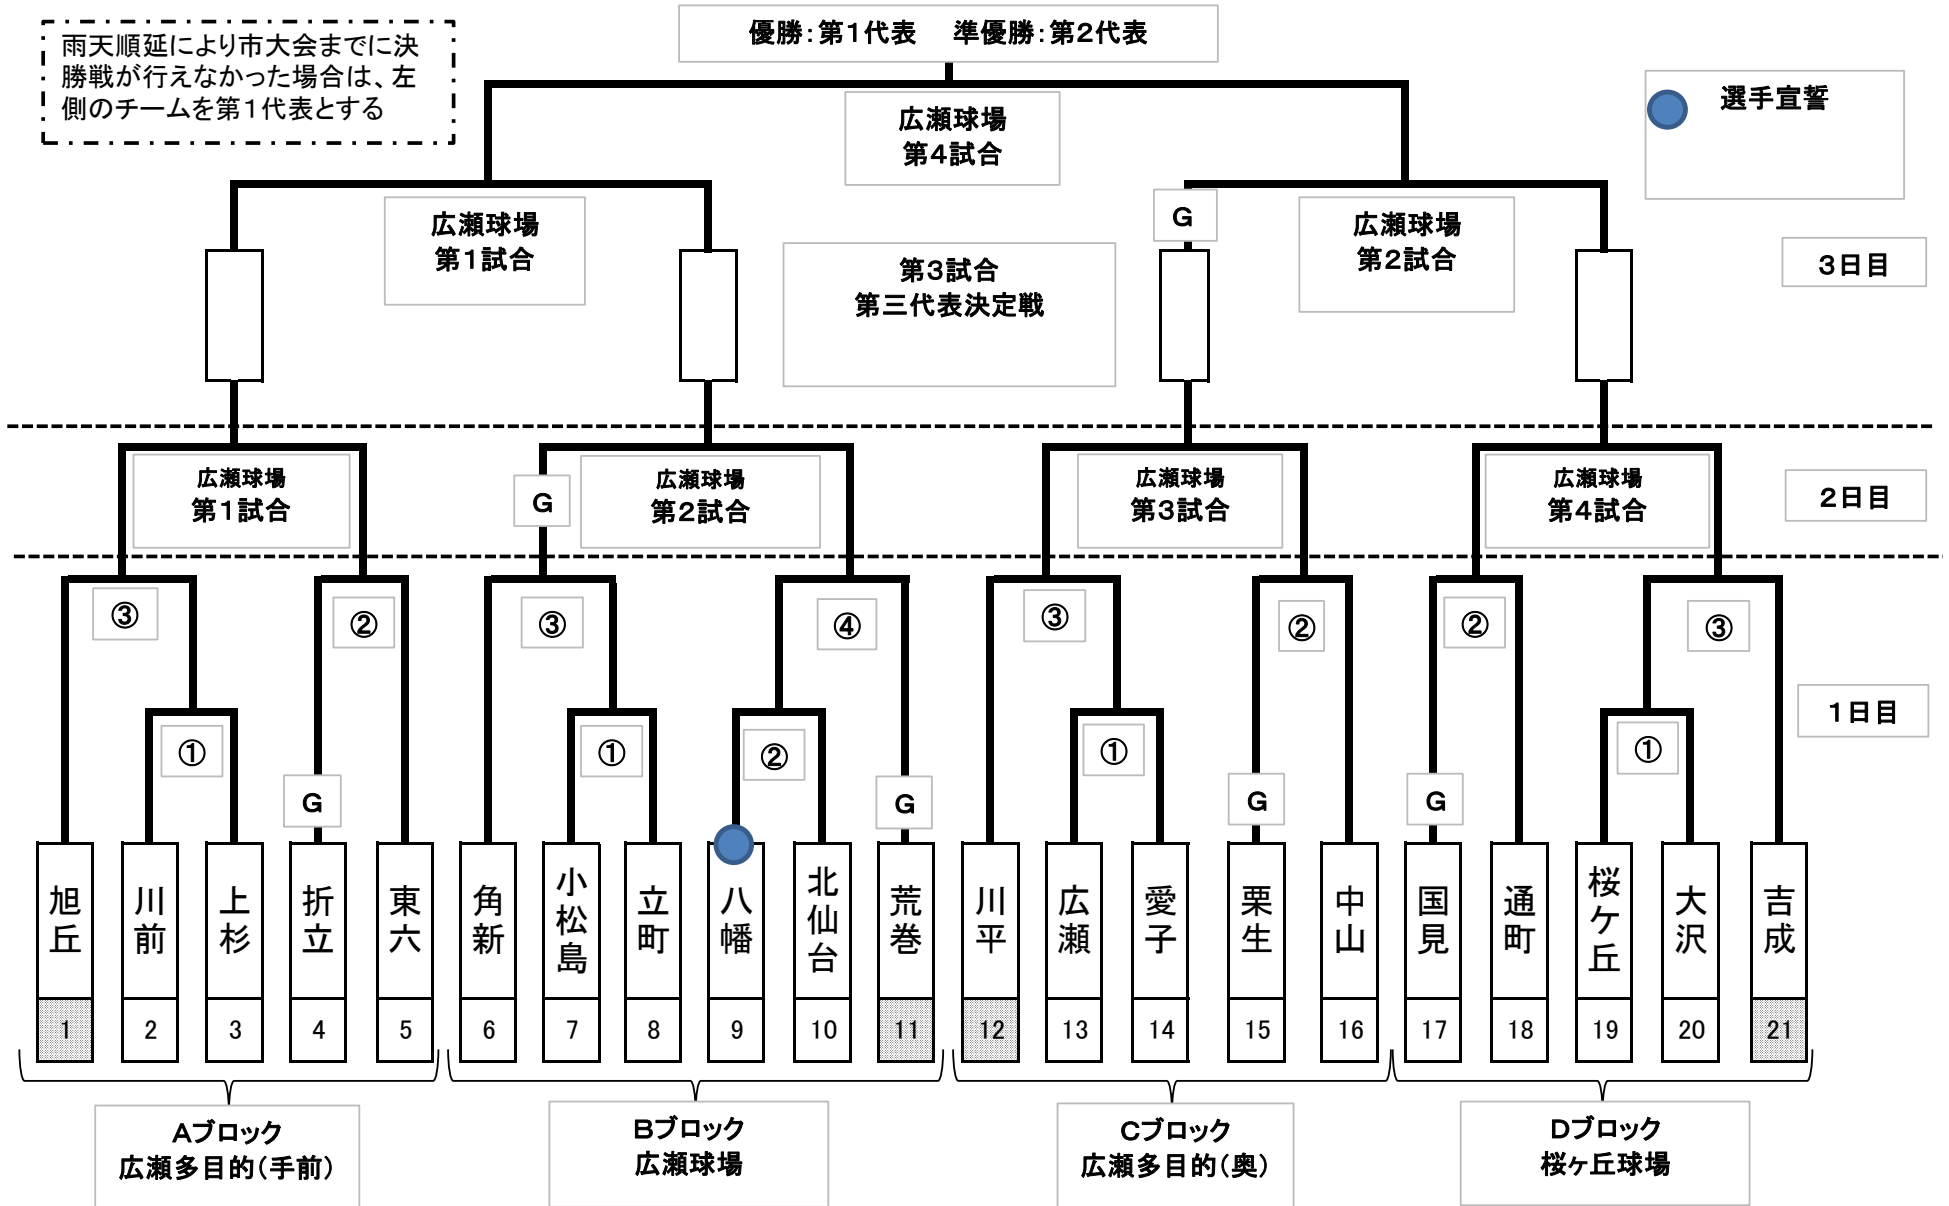 雨天順延により市大会までに決
勝戦が行えなかった場合は、左
側のチームを第1代表とする
優勝:第1代表 準優勝:第2代表
選手宣誓
広瀬球場
第4試合
広瀬球場
第1試合
第3試合
第三代表決定戦
G
広瀬球場
第2試合
3日目
広瀬球場
第1試合
G
広瀬球場
第2試合
広瀬球場
第3試合
広瀬球場
第4試合
2日目
③
②
③
④
③
②
②
③
1日目
①
①
②
①
①
G
G
G
G
旭丘
川前
上杉
折立
東六
角新
小松島
立町
八幡
北仙台
荒巻
川平
広瀬
愛子
栗生
中山
国見
通町
桜ケ丘
大沢
吉成
1
2
3
4
5
6
7
8
9
10
11
12
13
14
15
16
17
18
19
20
21
Aブロック
広瀬多目的(手前)
Bブロック
広瀬球場
Cブロック
広瀬多目的(奥)
Dブロック
桜ヶ丘球場